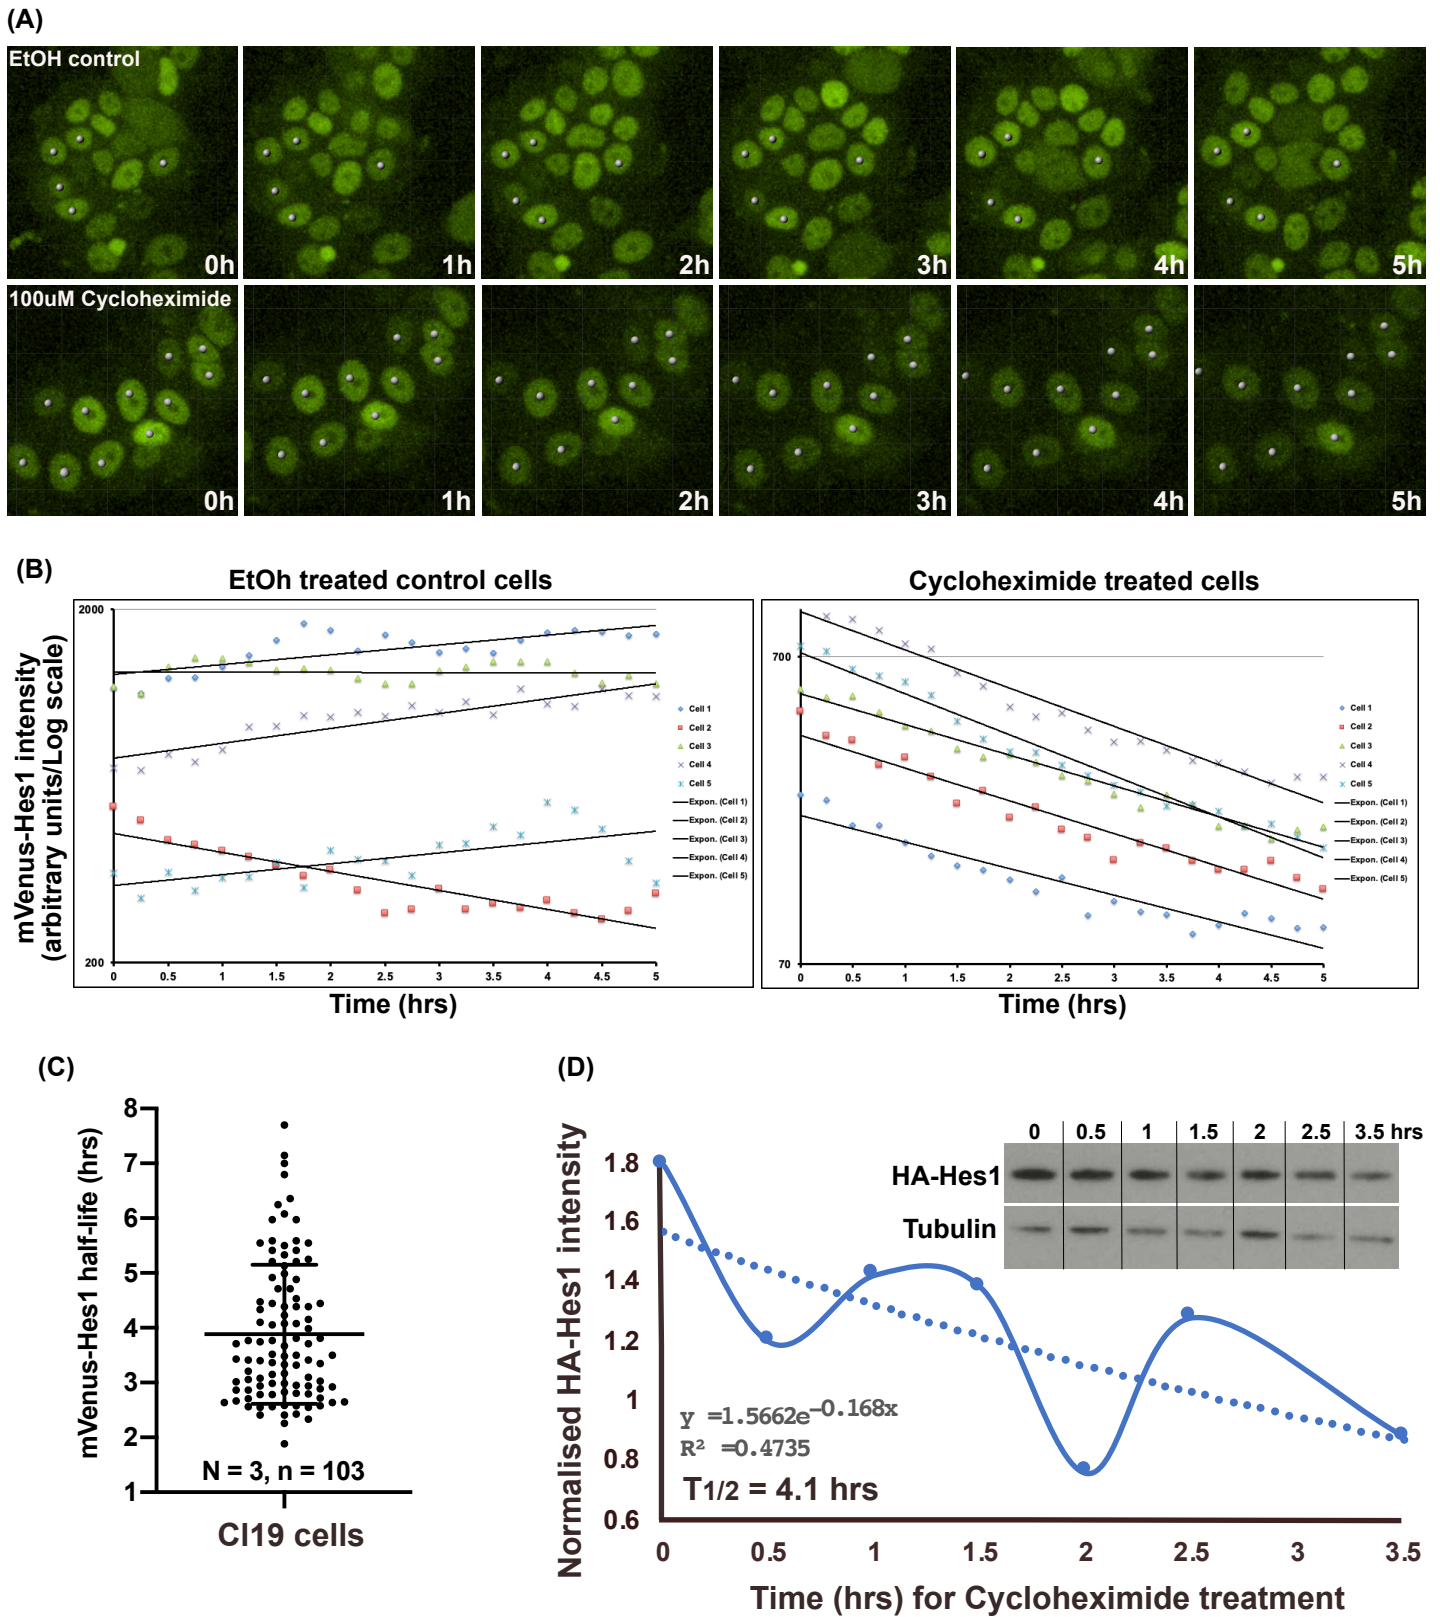 (A)
EtOH control
0h
1h
2h
3h
4h
5h
100uM Cycloheximide
0h
1h
2h
3h
4h
5h
(B)
EtOh treated control cells
Cycloheximide treated cells
mVenus-Hes1 intensity
(arbitrary units/Log scale)
2000
200
0 0.5 1 1.5 2 2.5 3 3.5 4 4.5 5
Time (hrs)
Cell 1
Cell 2
Cell 3
Cell 4
Cell 5
Expon. (Cell 1)
Expon. (Cell 2)
Expon. (Cell 3)
Expon. (Cell 4)
Expon. (Cell 5)
700
70
0 0.5 1 1.5 2 2.5 3 3.5 4 4.5 5
Time (hrs)
Cell 1
Cell 2
Cell 3
Cell 4
Cell 5
Expon. (Cell 1)
Expon. (Cell 2)
Expon. (Cell 3)
Expon. (Cell 4)
Expon. (Cell 5)
(C)
mVenus-Hes1 half-life (hrs)
8
7
6
5
4
3
2
1
N = 3, n = 103
Cl19 cells
(D)
Normalised HA-Hes1 intensity
1.8
1.6
1.4
1.2
1
0.8
0.6
0 0.5 1 1.5 2 2.5 3.5 hrs
HA-Hes1
Tubulin
y =1.5662e−0.168x
R² =0.4735
T1/2 = 4.1 hrs
0 0.5 1 1.5 2 2.5 3 3.5
Time (hrs) for Cycloheximide treatment